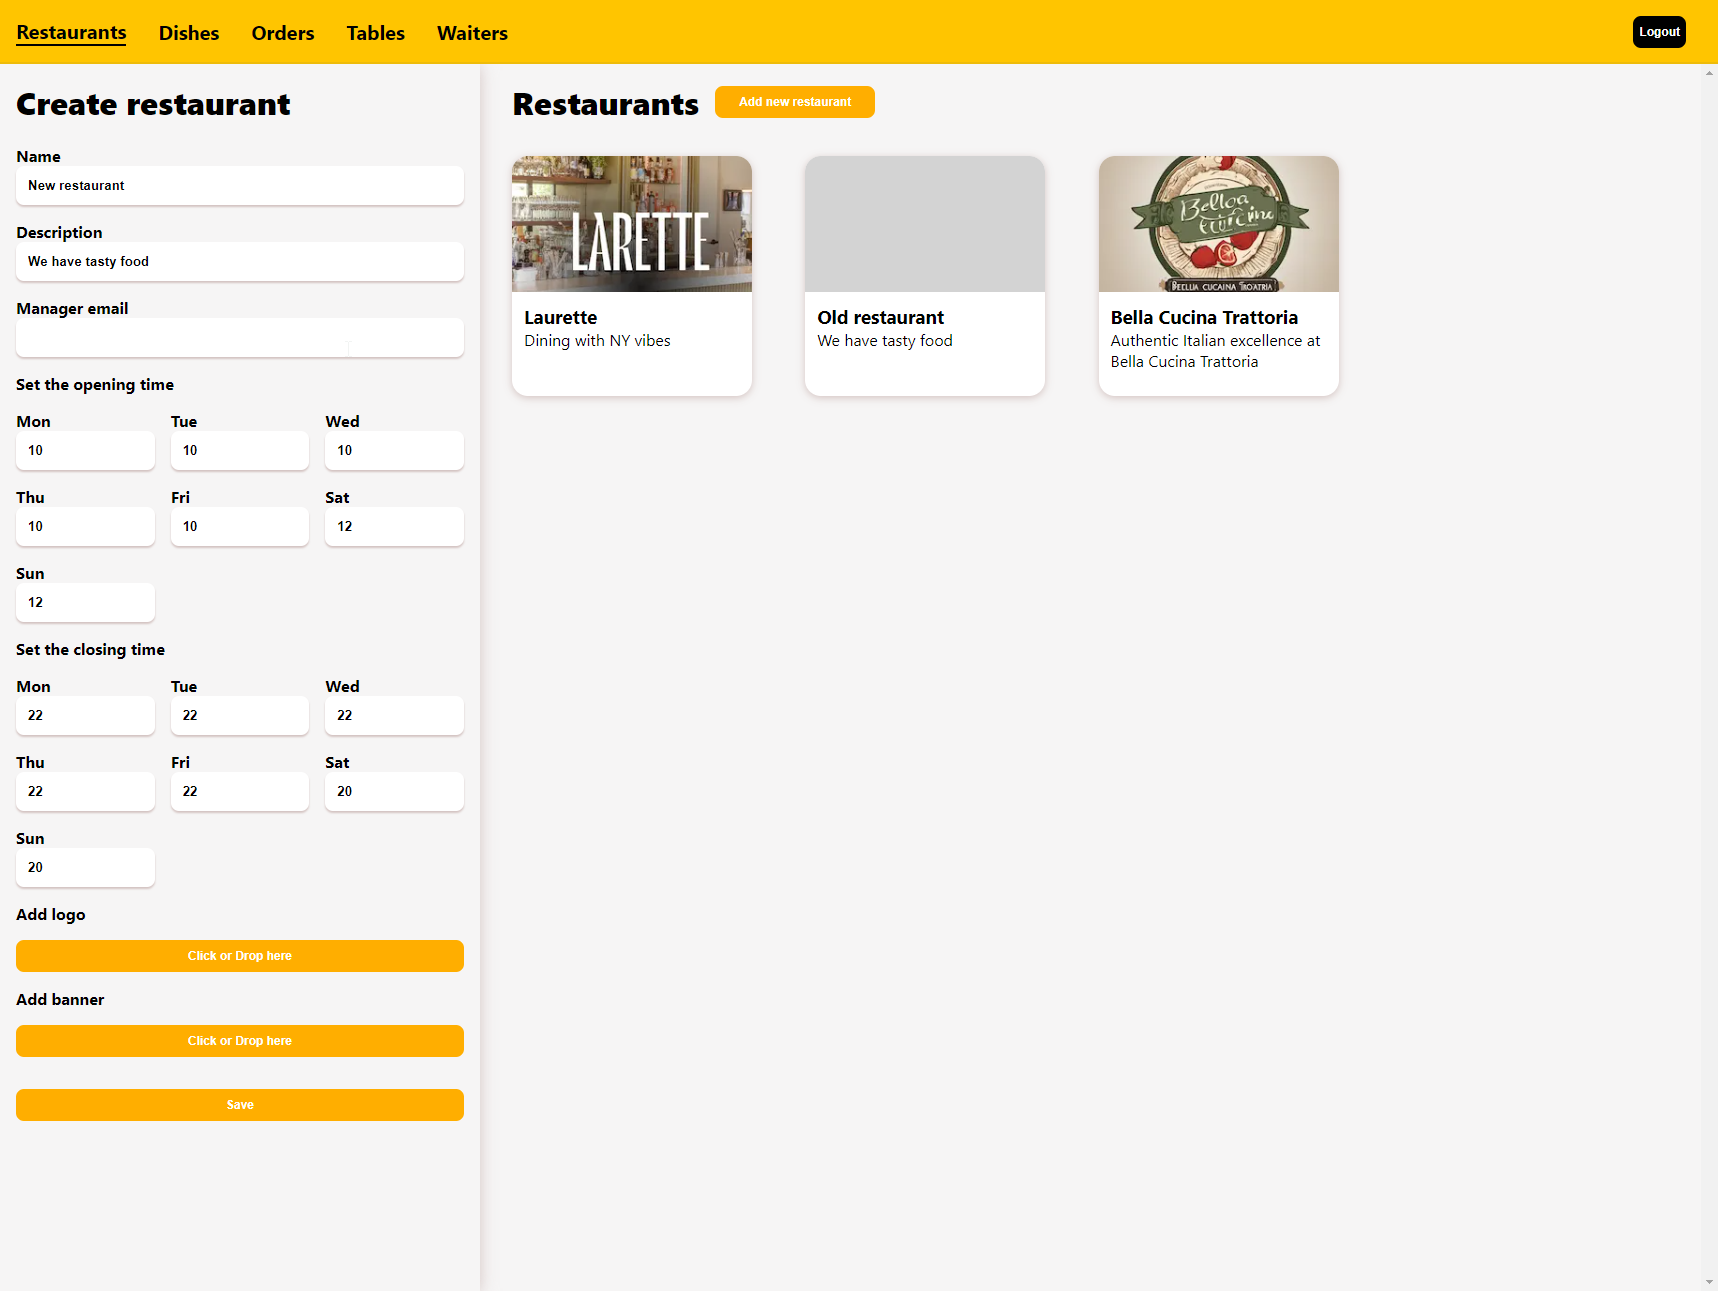 Restaurants Dishes Orders Tables Waiters Logout
Create restaurant
Name
New restaurant
Description
We have tasty food
Manager email
Set the opening time
Mon Tue Wed
10 10 10
Thu Fri Sat
10 10 12
Sun
12
Set the closing time
Mon Tue Wed
22 22 22
Thu Fri Sat
22 22 20
Sun
20
Add logo
Click or Drop here
Add banner
Click or Drop here
Save
Restaurants Add new restaurant
LARETTE
Laurette
Dining with NY vibes
Old restaurant
We have tasty food
Belloa
BECLLIA CUCAINA TROATRIA
Bella Cucina Trattoria
Authentic Italian excellence at
Bella Cucina Trattoria